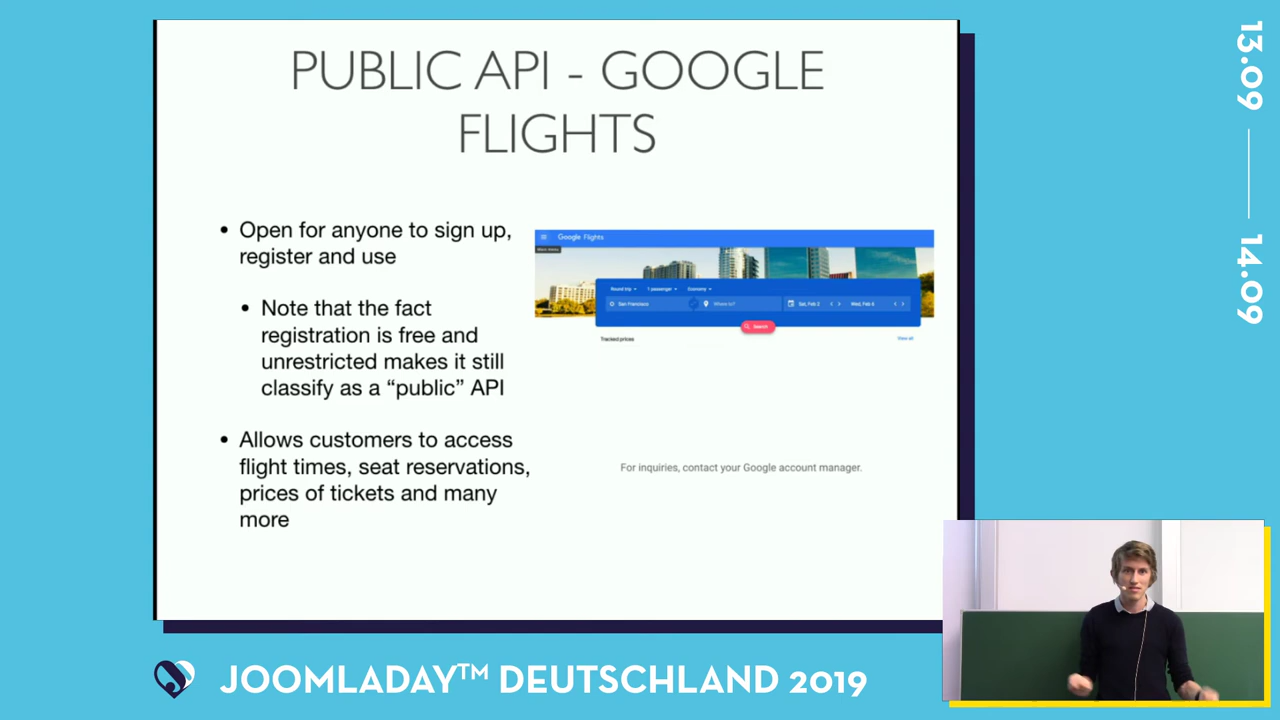 PUBLIC API - GOOGLE
FLIGHTS
• Open for anyone to sign up,
register and use
• Note that the fact
registration is free and
unrestricted makes it still
classify as a “public” API
• Allows customers to access
flight times, seat reservations,
prices of tickets and many
more
Google Flights
Round trip
1 passenger
Economy
San Francisco
Where to?
Sat, Feb 2
Wed, Feb 6
Search
Tracked prices
View all
For inquiries, contact your Google account manager.
13.09
14.09
JOOMLADAY™ DEUTSCHLAND 2019